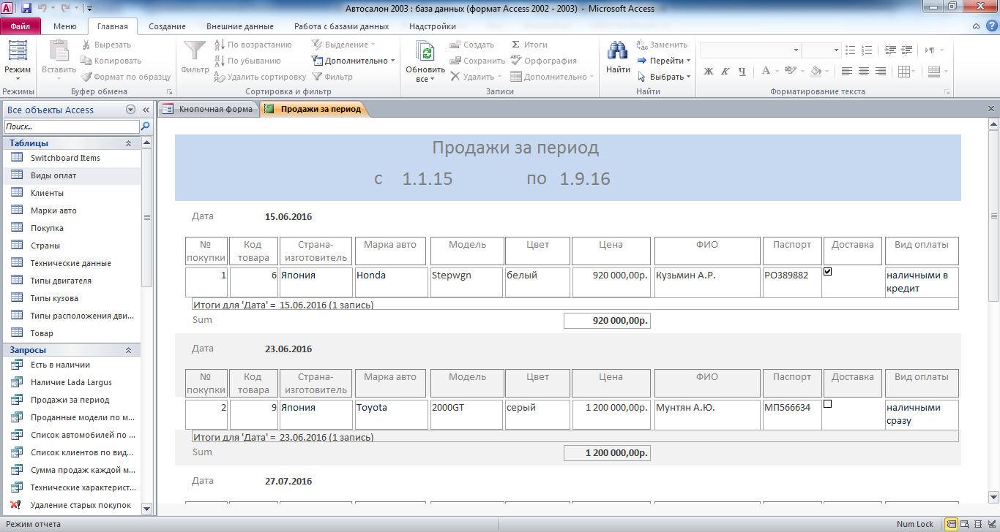 Автосалон 2003 : база данных (формат Access 2002 - 2003) - Microsoft Access
Файл Меню Главная Создание Внешние данные Работа с базами данных Надстройки
Режим
Режимы
Вставить
Вырезать
Копировать
Формат по образцу
Буфер обмена
Фильтр
По возрастанию
По убыванию
Удалить сортировку
Выделение
Дополнительно
Фильтр
Сортировка и фильтр
Обновить
все
Создать
Сохранить
Удалить
Итоги
Орфография
Дополнительно
Записи
Найти
Заменить
Перейти
Выбрать
Найти
Ж К Ч
Форматирование текста
Все объекты Access
Поиск...
Таблицы
Switchboard Items
Виды оплат
Клиенты
Марки авто
Покупка
Страны
Технические данные
Типы двигателя
Типы кузова
Типы расположения дви...
Товар
Запросы
Есть в наличии
Наличие Lada Largus
Продажи за период
Проданные модели по м...
Список автомобилей по ...
Список клиентов по вид...
Сумма продаж каждой м...
Технические характерист...
Удаление старых покупок
Кнопочная форма Продажи за период
Продажи за период
с 1.1.15 по 1.9.16
Дата 15.06.2016
№ покупки Код товара Страна-изготовитель Марка авто Модель Цвет Цена ФИО Паспорт Доставка Вид оплаты
1 6 Япония Honda Stepwgn белый 920 000,00р. Кузьмин А.Р. РО389882 наличными в кредит
Итоги для 'Дата' = 15.06.2016 (1 запись)
Sum 920 000,00р.
Дата 23.06.2016
№ покупки Код товара Страна-изготовитель Марка авто Модель Цвет Цена ФИО Паспорт Доставка Вид оплаты
2 9 Япония Toyota 2000GT серый 1 200 000,00р. Мунтян А.Ю. МП566634 наличными сразу
Итоги для 'Дата' = 23.06.2016 (1 запись)
Sum 1 200 000,00р.
Дата 27.07.2016
Режим отчета Num Lock